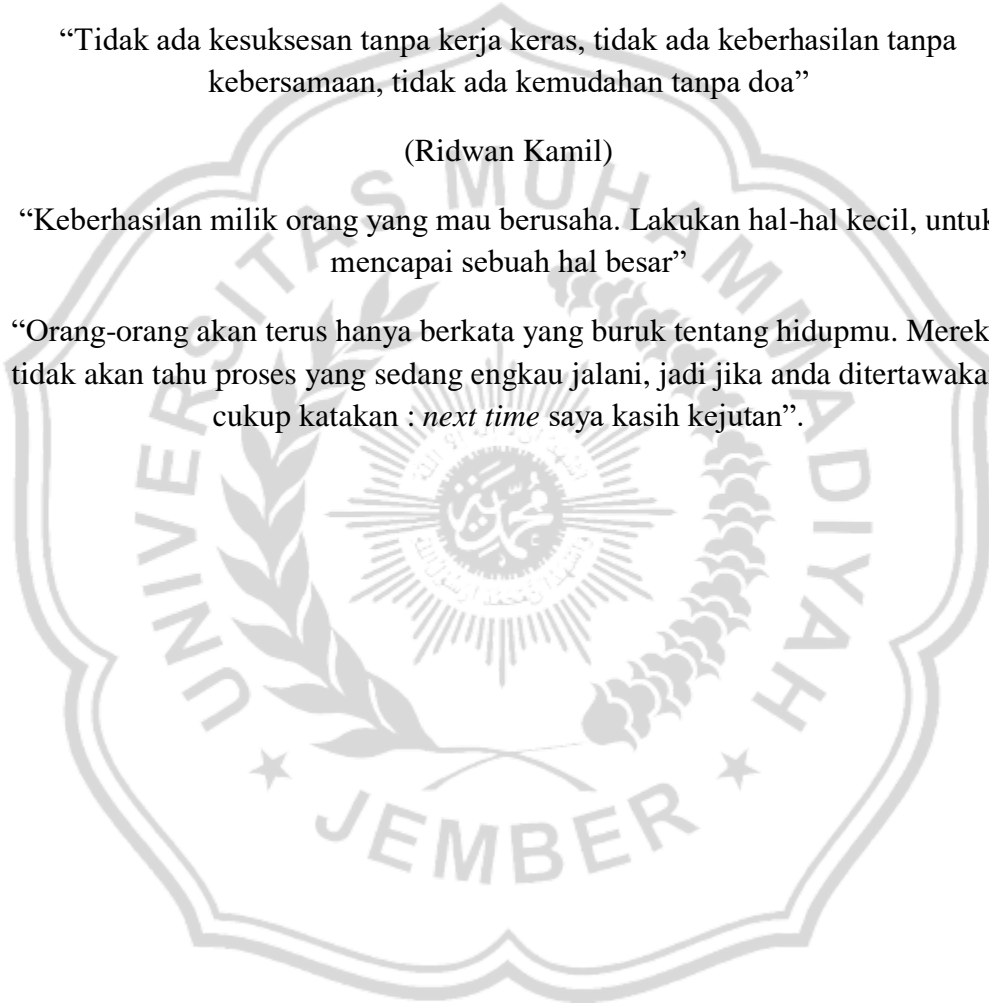 “Tidak ada kesuksesan tanpa kerja keras, tidak ada keberhasilan tanpa
kebersamaan, tidak ada kemudahan tanpa doa”
(Ridwan Kamil)
“Keberhasilan milik orang yang mau berusaha. Lakukan hal-hal kecil, untuk
mencapai sebuah hal besar”
“Orang-orang akan terus hanya berkata yang buruk tentang hidupmu. Merek
tidak akan tahu proses yang sedang engkau jalani, jadi jika anda ditertawaka
cukup katakan : next time saya kasih kejutan”.
UNIVERSITAS MUHAMMADIYAH
JEMBER